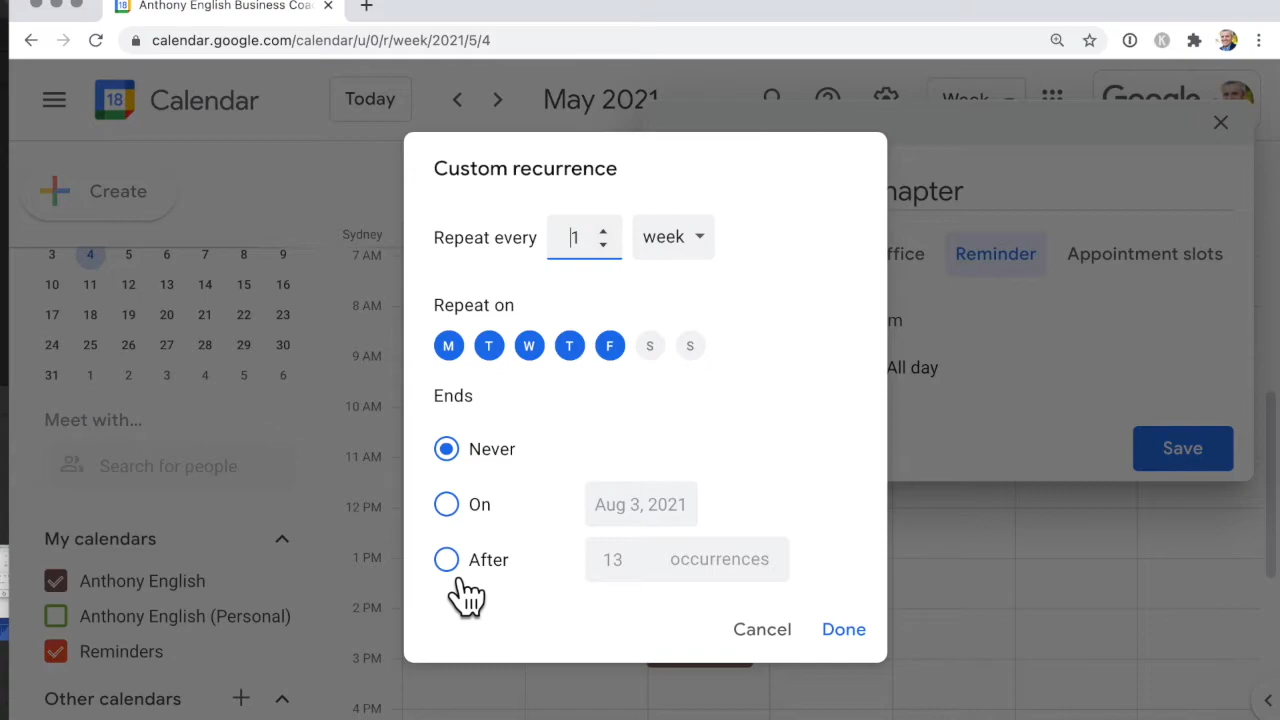 18 Anthony English Business Coa
calendar.google.com/calendar/u/0/r/week/2021/5/4
18 Calendar Today May 2021 Week Google
Create
hapter
Custom recurrence
Repeat every 1 week
Sydney
3 4 5 6 7 8 9
7 AM
ffice Reminder Appointment slots
10 11 12 13 14 15 16
8 AM
Repeat on
17 18 19 20 21 22 23
m
24 25 26 27 28 29 30
M T W T F S S
9 AM
31 1 2 3 4 5 6
All day
Ends
10 AM
Meet with...
Never
Save
11 AM
Search for people
On Aug 3, 2021
12 PM
My calendars
After 13 occurrences
1 PM
Anthony English
2 PM
Anthony English (Personal)
Cancel Done
Reminders
3 PM
Other calendars
4 PM